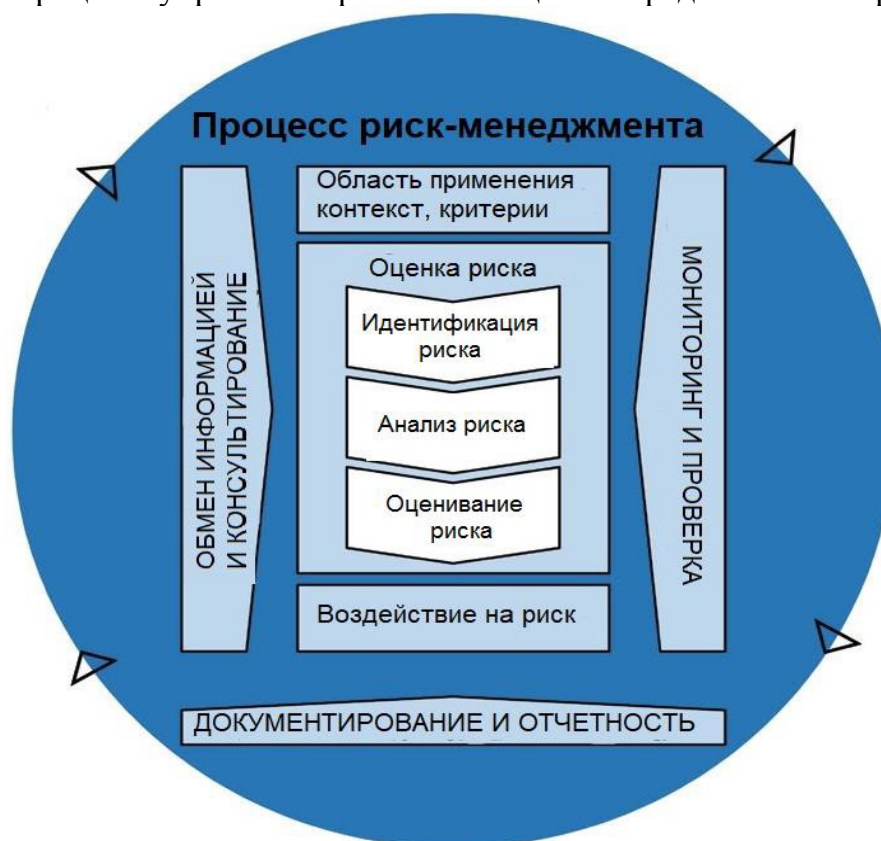 Процесс риск-менеджмента
Область применения
контекст, критерии
Оценка риска
Идентификация
риска
Анализ риска
Оценивание
риска
Воздействие на риск
ОБМЕН ИНФОРМАЦИЕЙ
И КОНСУЛЬТИРОВАНИЕ
МОНИТОРИНГ И ПРОВЕРКА
ДОКУМЕНТИРОВАНИЕ И ОТЧЕТНОСТЬ